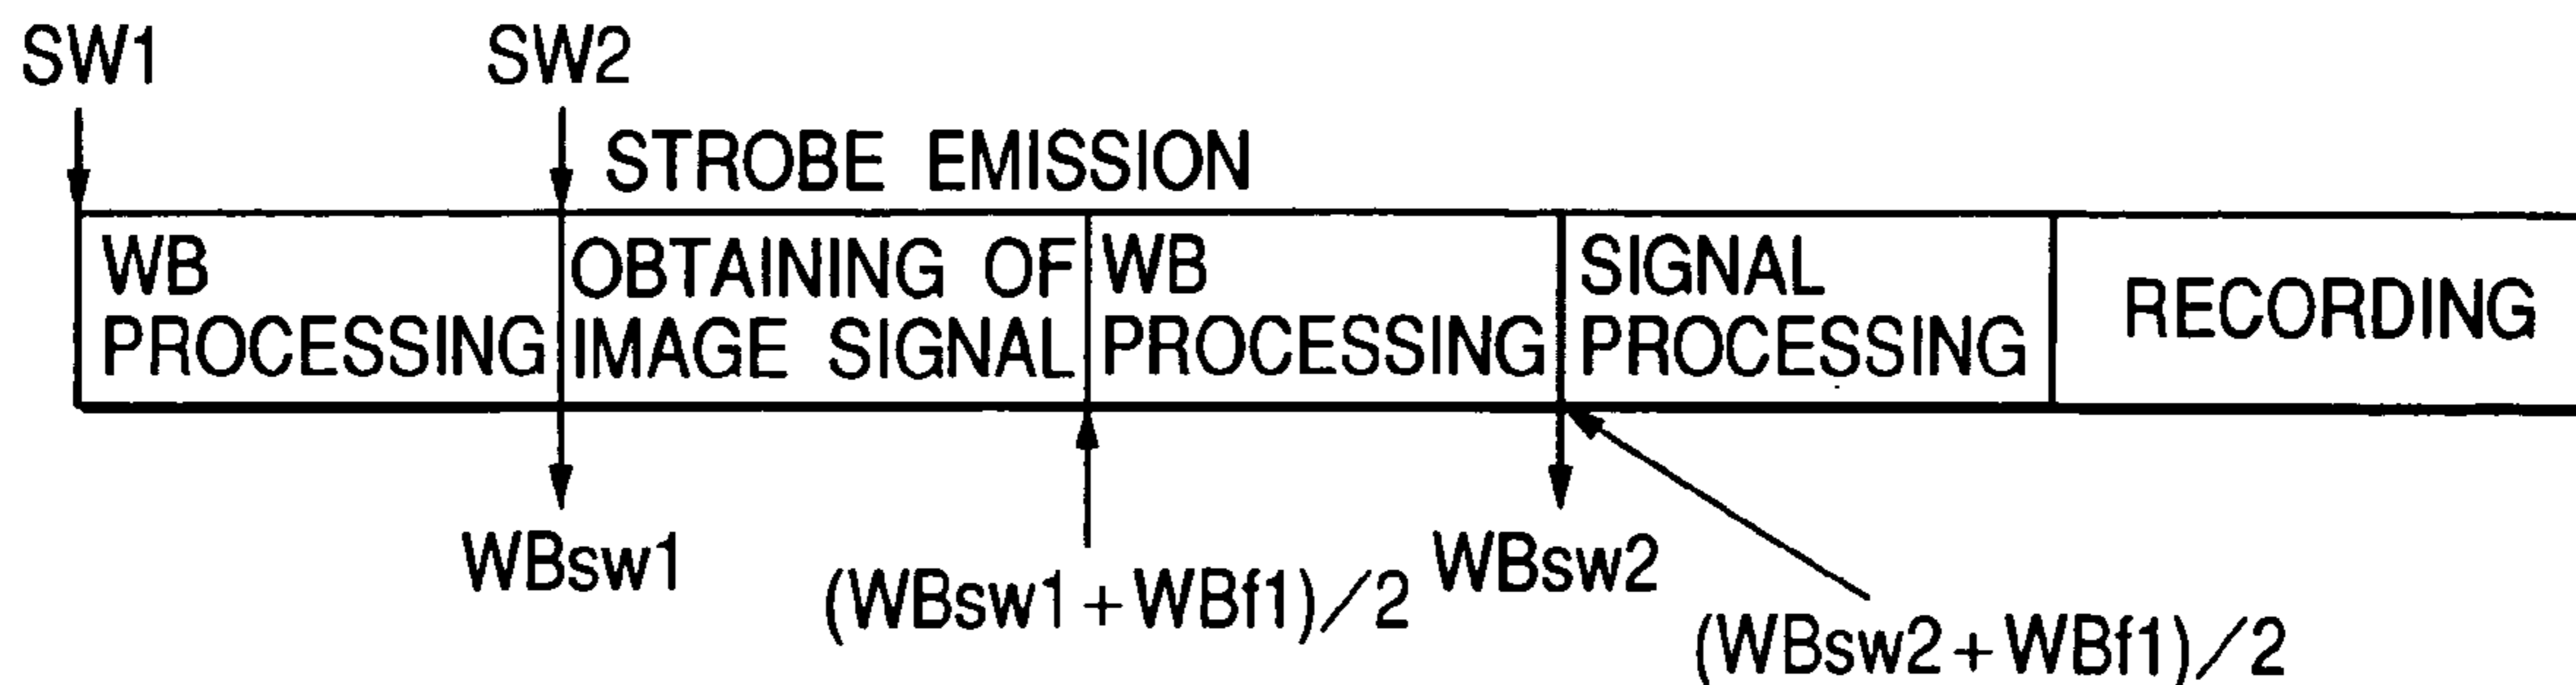 SW1
SW2
STROBE EMISSION
WB
PROCESSING
OBTAINING OF
IMAGE SIGNAL
WB
PROCESSING
SIGNAL
PROCESSING
RECORDING
WBsw1
(WBsw1+WBf1)/2
WBsw2
(WBsw2+WBf1)/2